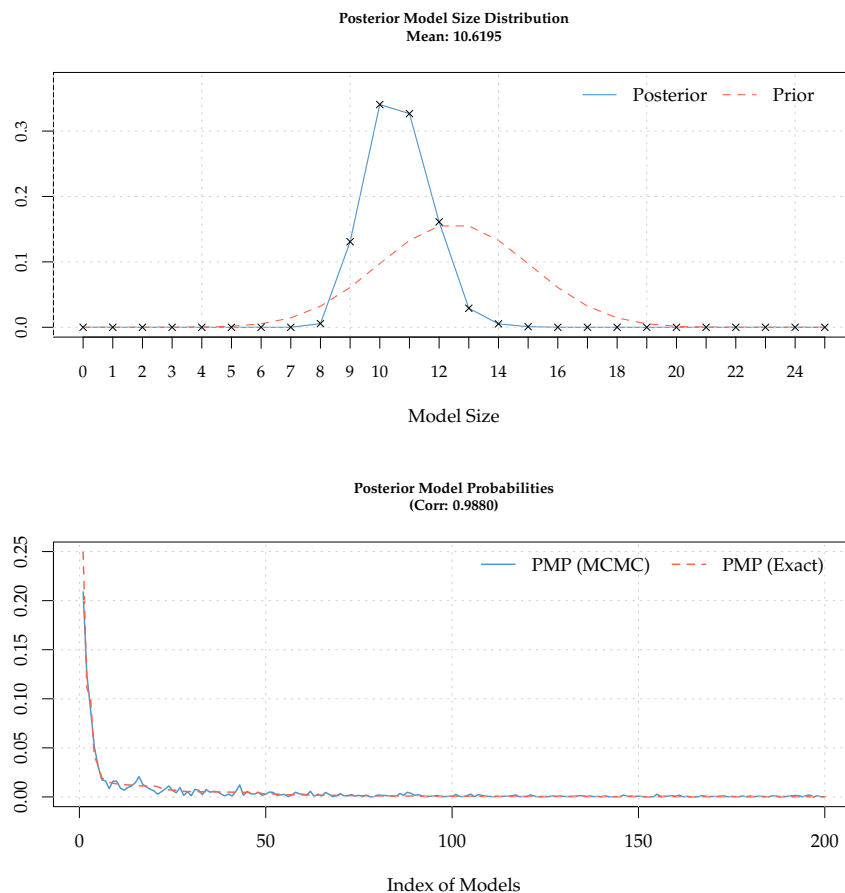 Posterior Model Size Distribution
Mean: 10.6195
Posterior Prior
0.3
0.2
0.1
0.0
0 1 2 3 4 5 6 7 8 9 10 12 14 16 18 20 22 24
Model Size
Posterior Model Probabilities
(Corr: 0.9880)
PMP (MCMC) PMP (Exact)
0.25
0.20
0.15
0.10
0.05
0.00
0 50 100 150 200
Index of Models